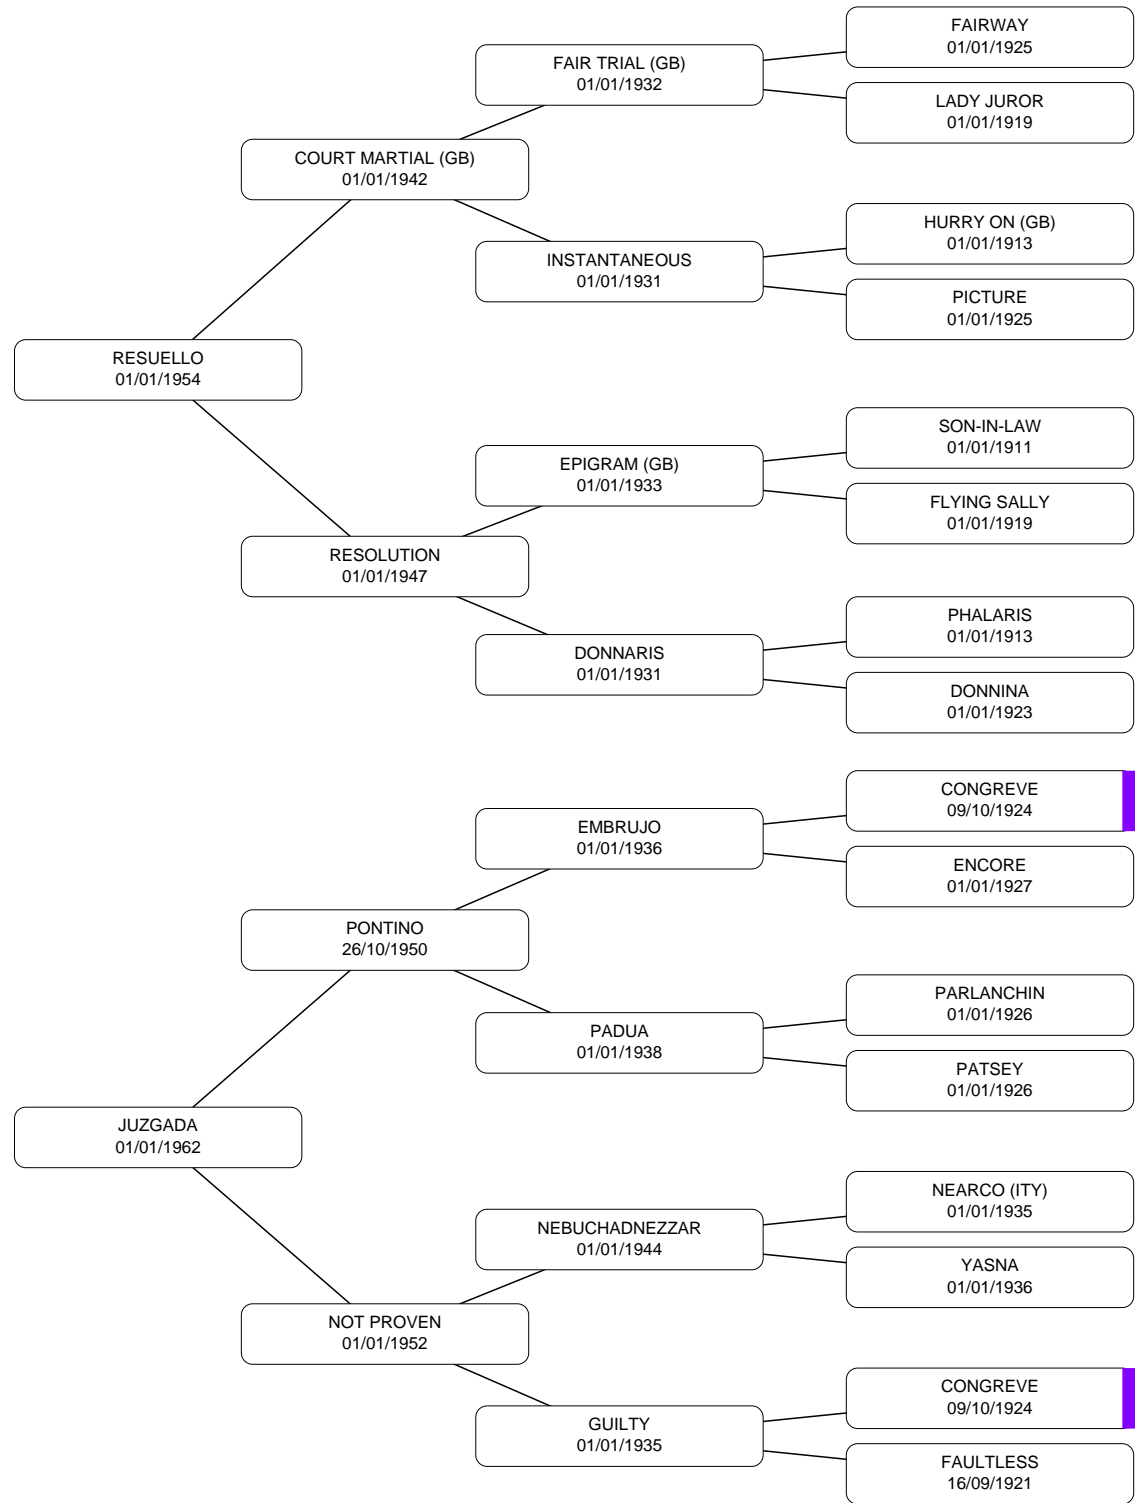 FAIRWAY
01/01/1925
FAIR TRIAL (GB)
01/01/1932
LADY JUROR
01/01/1919
COURT MARTIAL (GB)
01/01/1942
HURRY ON (GB)
01/01/1913
INSTANTANEOUS
01/01/1931
PICTURE
01/01/1925
RESUELLO
01/01/1954
SON-IN-LAW
01/01/1911
EPIGRAM (GB)
01/01/1933
FLYING SALLY
01/01/1919
RESOLUTION
01/01/1947
PHALARIS
01/01/1913
DONNARIS
01/01/1931
DONNINA
01/01/1923
CONGREVE
09/10/1924
EMBRUJO
01/01/1936
ENCORE
01/01/1927
PONTINO
26/10/1950
PARLANCHIN
01/01/1926
PADUA
01/01/1938
PATSEY
01/01/1926
JUZGADA
01/01/1962
NEARCO (ITY)
01/01/1935
NEBUCHADNEZZAR
01/01/1944
YASNA
01/01/1936
NOT PROVEN
01/01/1952
CONGREVE
09/10/1924
GUILTY
01/01/1935
FAULTLESS
16/09/1921